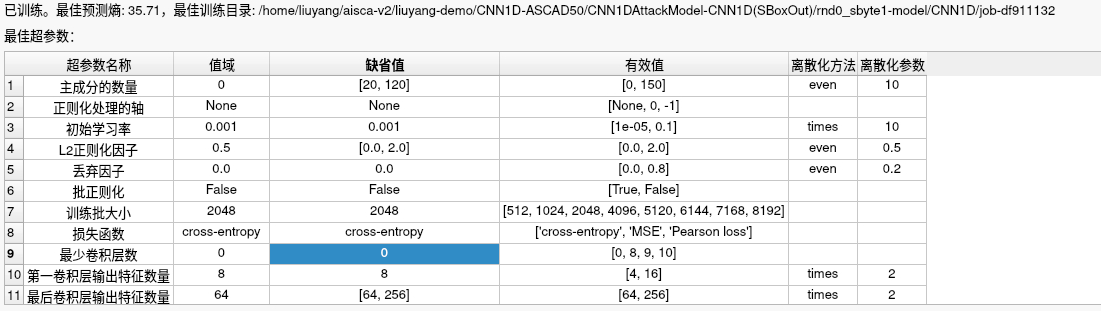 已训练。最佳预测熵: 35.71，最佳训练目录: /home/liuyang/aisca-v2/liuyang-demo/CNN1D-ASCAD50/CNN1DAttackModel-CNN1D(SBoxOut)/rnd0_sbyte1-model/CNN1D/job-df911132
最佳超参数:
超参数名称 值域 缺省值 有效值 离散化方法 离散化参数
1 主成分的数量 0 [20, 120] [0, 150] even 10
2 正则化处理的轴 None None [None, 0, -1]
3 初始学习率 0.001 0.001 [1e-05, 0.1] times 10
4 L2正则化因子 0.5 [0.0, 2.0] [0.0, 2.0] even 0.5
5 丢弃因子 0.0 0.0 [0.0, 0.8] even 0.2
6 批正则化 False False [True, False]
7 训练批大小 2048 2048 [512, 1024, 2048, 4096, 5120, 6144, 7168, 8192]
8 损失函数 cross-entropy cross-entropy ['cross-entropy', 'MSE', 'Pearson loss']
9 最少卷积层数 0 0 [0, 8, 9, 10]
10 第一卷积层输出特征数量 8 8 [4, 16] times 2
11 最后卷积层输出特征数量 64 [64, 256] [64, 256] times 2